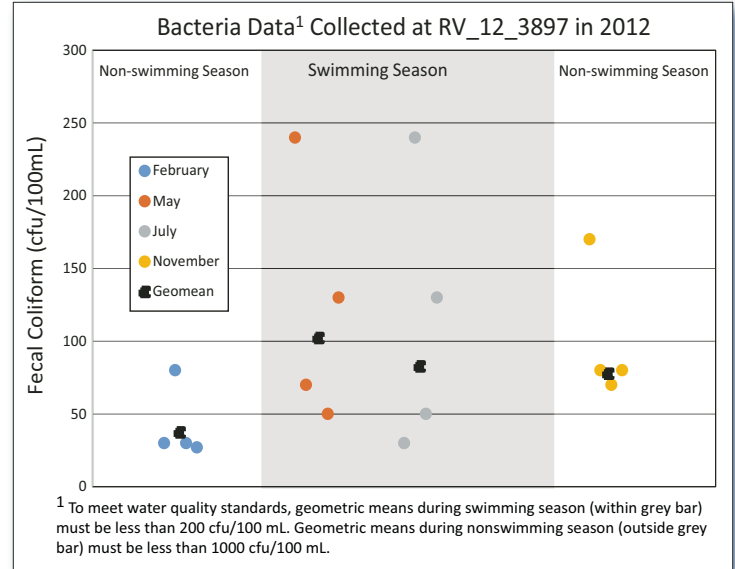 Bacteria Data¹ Collected at RV_12_3897 in 2012
300
Non-swimming Season
Swimming Season
Non-swimming Season
250
200
150
100
50
0
Fecal Coliform (cfu/100mL)
February
May
July
November
Geomean
¹ To meet water quality standards, geometric means during swimming season (within grey bar)
must be less than 200 cfu/100 mL. Geometric means during nonswimming season (outside grey
bar) must be less than 1000 cfu/100 mL.